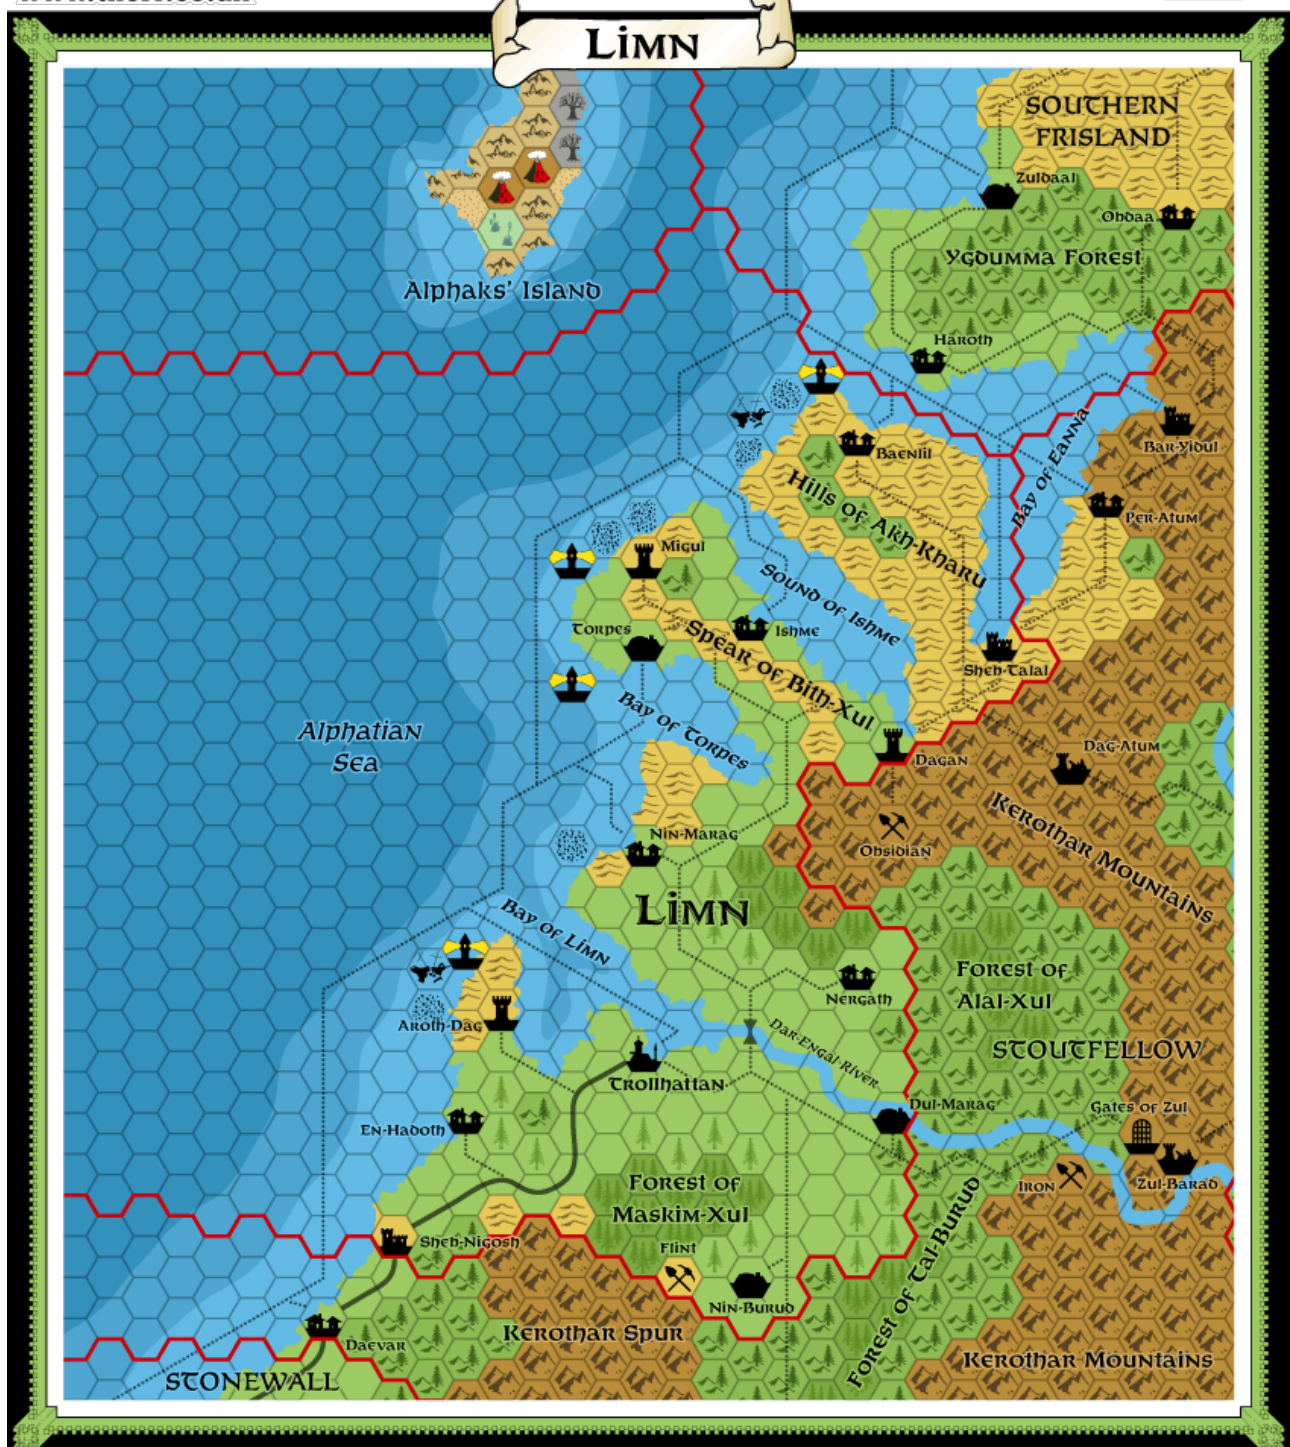 Limn
SOUTHERN
FRISLAND
Zuldaal
Obdaa
Ygdumma Forest
Alphaks' Island
Haroth
Bay of Eanna
Bar-Yidul
Baenlil
Hills of Akh-Kharu
Per-Atum
Migul
Sound of Ishme
Torpes
Ishme
Spear of Bith-Xul
Sheb-Talal
Bay of Torpes
Alphatian
Sea
Dagan
Dag-Atum
Kerothar Mountains
Nin-Marag
Obsidian
Limn
Bay of Limn
Forest of
Alal-Xul
Nergath
Aroth-Dag
Dar-Engal River
STOUTFELLOW
Trollhattan
Dul-Marag
Gates of Zul
En-Hadoth
Forest of
Maskim-Xul
Iron
Zul-Barad
Forest of Tal-Burud
Sheb-Nigosh
Flint
Nin-Burud
Kerothar Spur
Daevar
Kerothar Mountains
STONEWALL